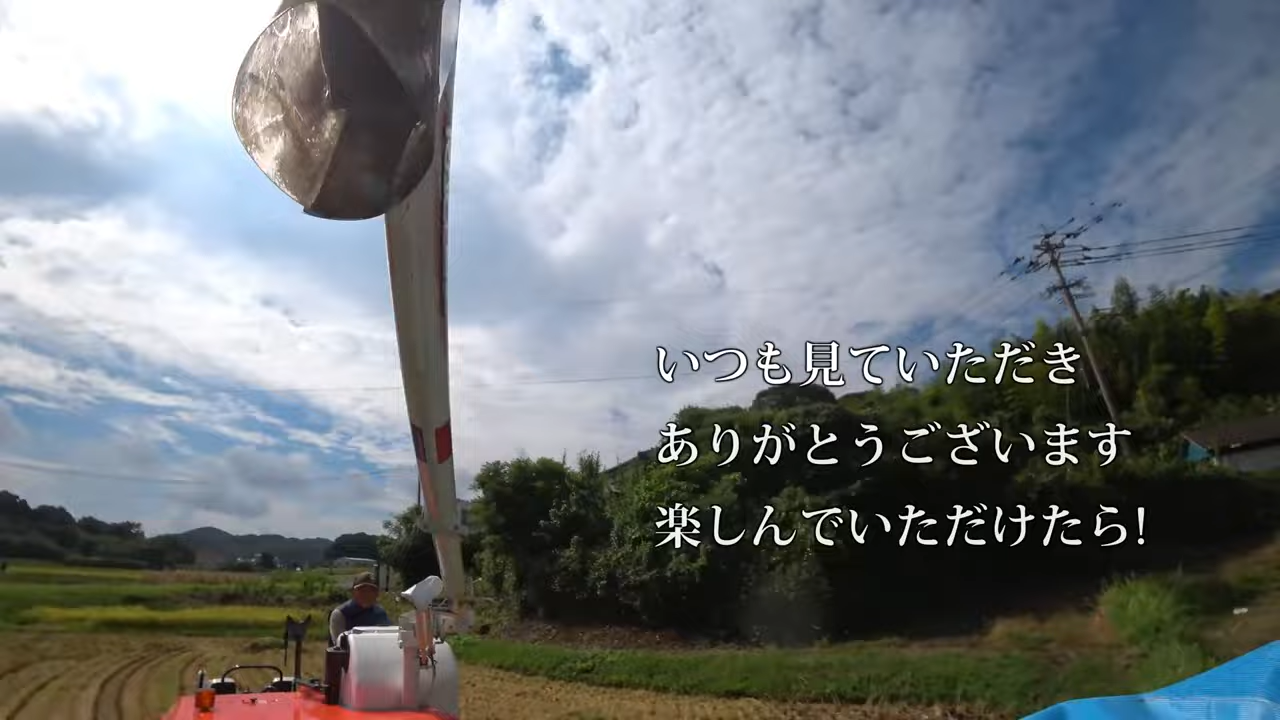 いつも見ていただき
ありがとうございます
楽しんでいただけたら!